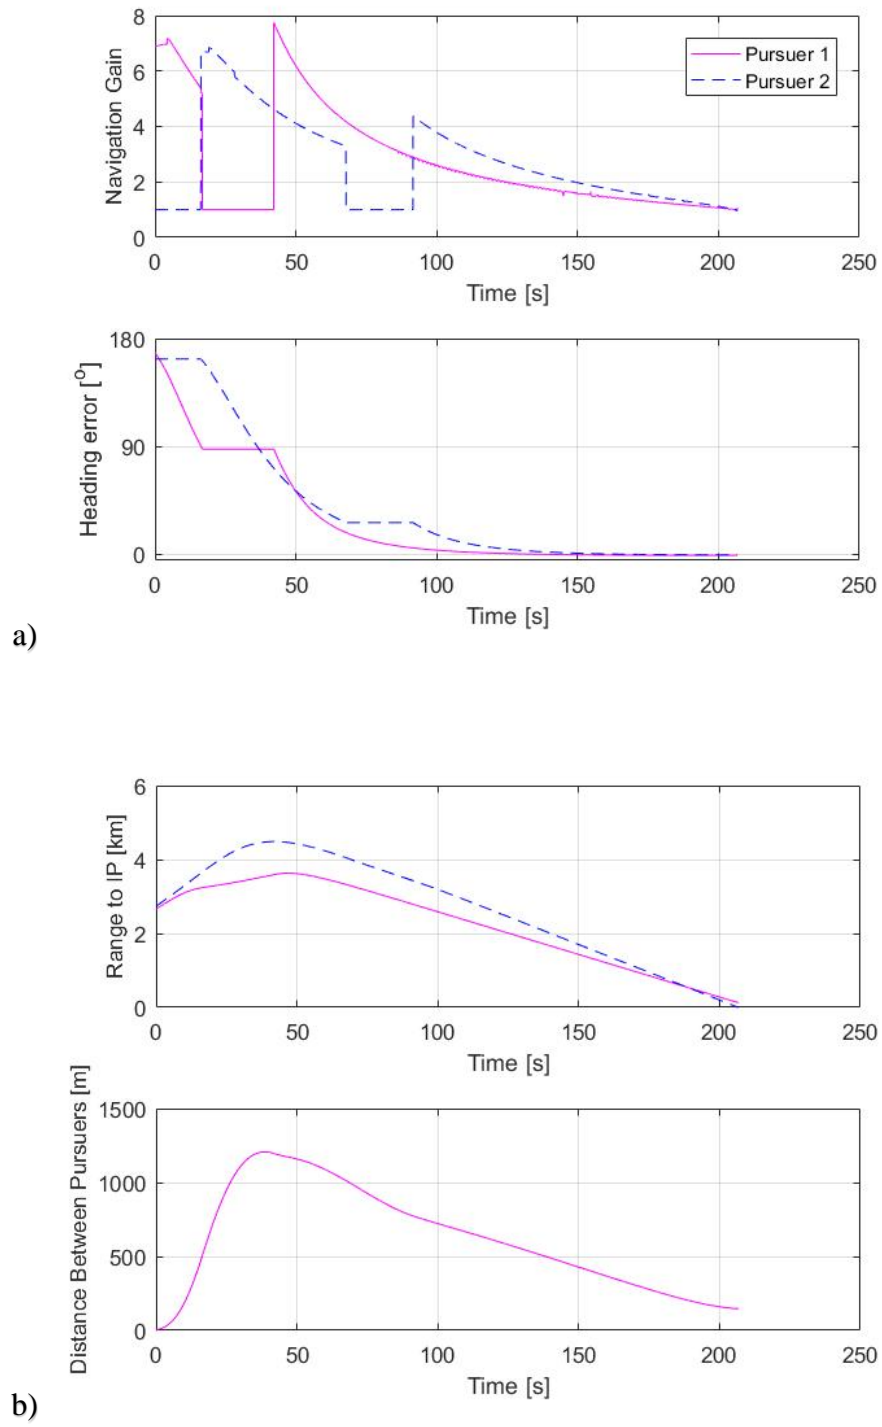 8
6
4
2
0
Navigation Gain
Pursuer 1
Pursuer 2
0 50 100 150 200 250
Time [s]
180
90
0
Heading error [o]
0 50 100 150 200 250
Time [s]
a)
6
4
2
0
Range to IP [km]
0 50 100 150 200 250
Time [s]
1500
1000
500
0
Distance Between Pursuers [m]
0 50 100 150 200 250
Time [s]
b)